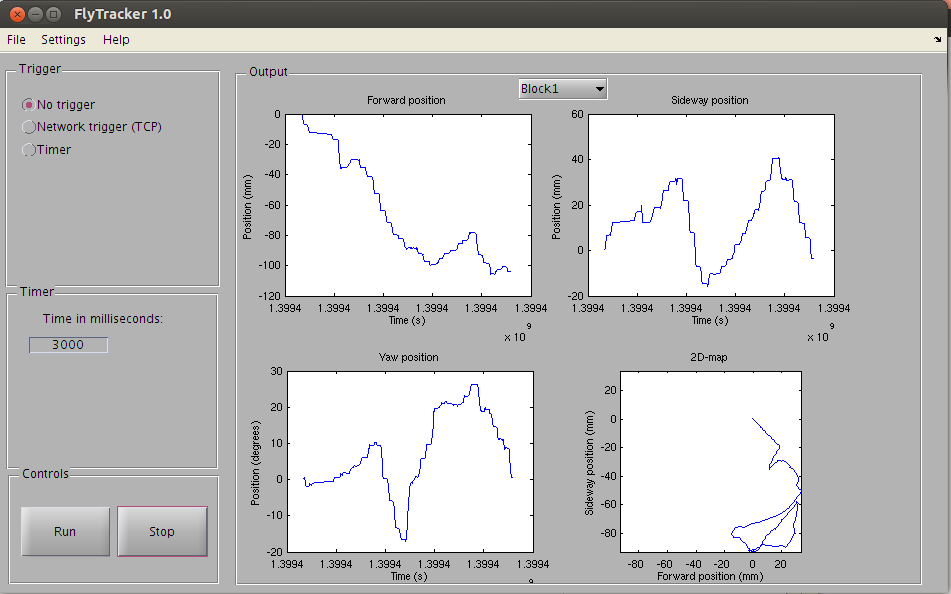 FlyTracker 1.0
File Settings Help
Trigger
No trigger
Network trigger (TCP)
Timer
Timer
Time in milliseconds:
3000
Controls
Run
Stop
Output
Block1
Forward position
0
-20
-40
-60
-80
-100
-120
Position (mm)
1.3994 1.3994 1.3994 1.3994 1.3994 1.3994
Time (s)
x 10^9
Sideway position
60
40
20
0
-20
Position (mm)
1.3994 1.3994 1.3994 1.3994 1.3994 1.3994
Time (s)
x 10^9
Yaw position
30
20
10
0
-10
-20
Position (degrees)
1.3994 1.3994 1.3994 1.3994 1.3994 1.3994
Time (s)
9
2D-map
20
0
-20
-40
-60
-80
Sideway position (mm)
-80 -60 -40 -20 0 20
Forward position (mm)